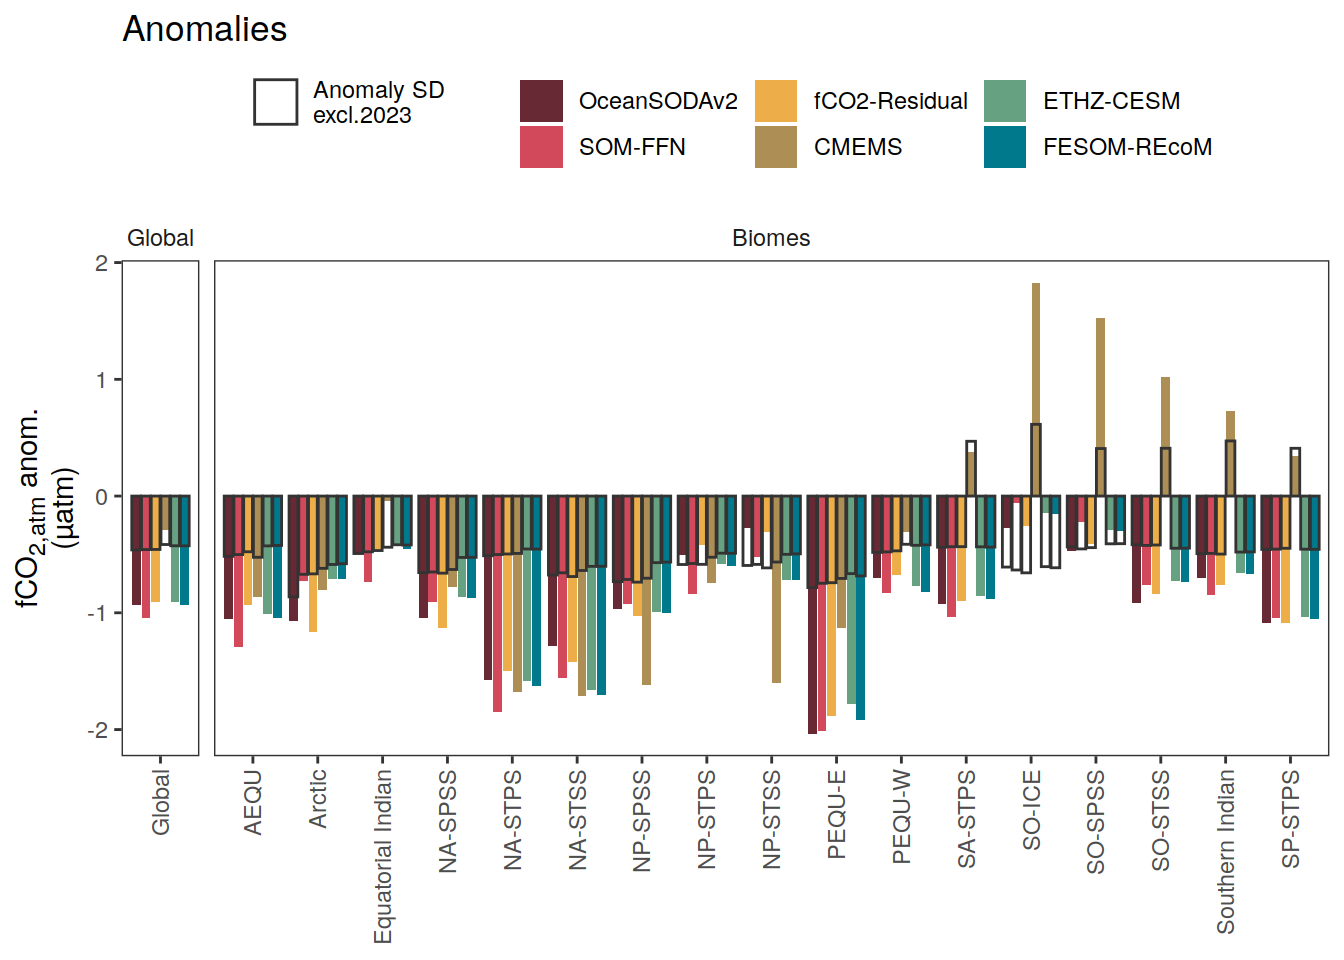 Anomalies
Anomaly SD
excl.2023
OceanSODAv2
fCO2-Residual
ETHZ-CESM
SOM-FFN
CMEMS
FESOM-REcoM
Global
Biomes
fCO2,atm anom.
(µatm)
2
1
0
-1
-2
Global
AEQU
Arctic
Equatorial Indian
NA-SPSS
NA-STPS
NA-STSS
NP-SPSS
NP-STPS
NP-STSS
PEQU-E
PEQU-W
SA-STPS
SO-ICE
SO-SPSS
SO-STSS
Southern Indian
SP-STPS